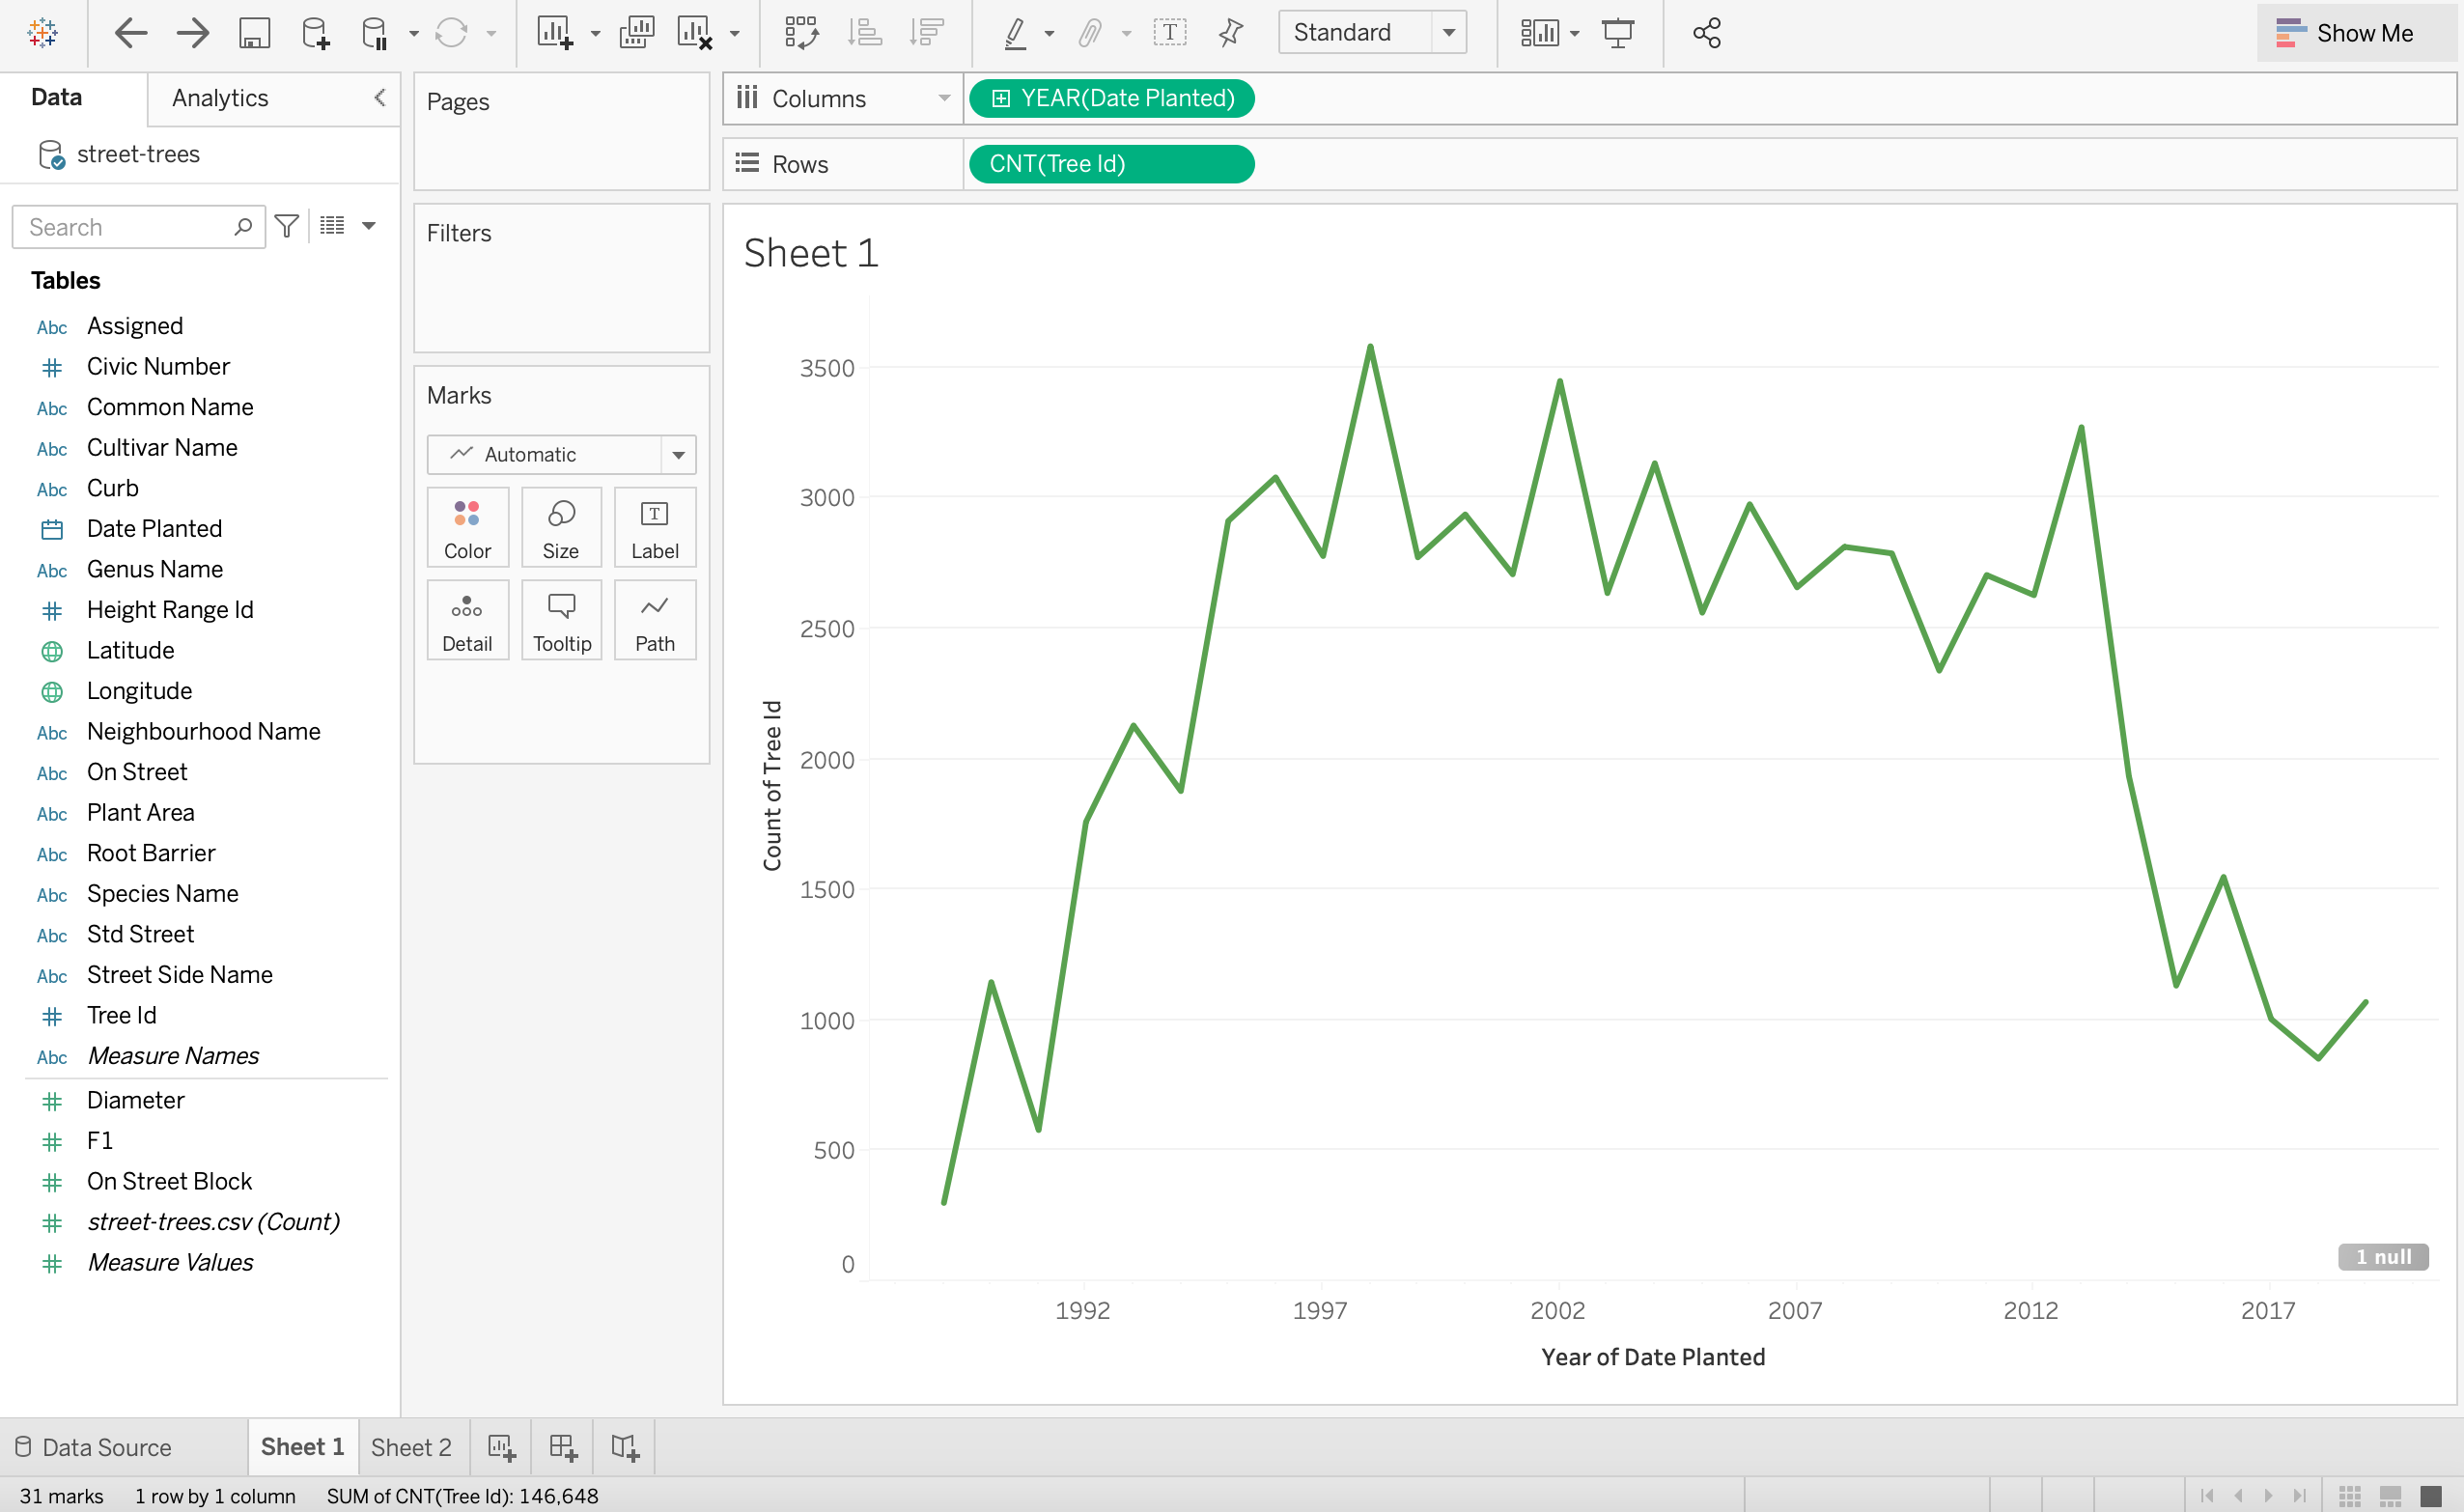 Standard
Show Me
Data
Analytics
street-trees
Search
Tables
Abc Assigned
Civic Number
Abc Common Name
Abc Cultivar Name
Abc Curb
Date Planted
Abc Genus Name
Height Range Id
Latitude
Longitude
Abc Neighbourhood Name
Abc On Street
Abc Plant Area
Abc Root Barrier
Abc Species Name
Abc Std Street
Abc Street Side Name
Tree Id
Abc Measure Names
Diameter
F1
On Street Block
street-trees.csv (Count)
Measure Values
Pages
Filters
Marks
Automatic
Color Size Label
Detail Tooltip Path
Columns YEAR(Date Planted)
Rows CNT(Tree Id)
Sheet 1
Count of Tree Id
3500
3000
2500
2000
1500
1000
500
0
1 null
1992 1997 2002 2007 2012 2017
Year of Date Planted
Data Source Sheet 1 Sheet 2
31 marks 1 row by 1 column SUM of CNT(Tree Id): 146,648